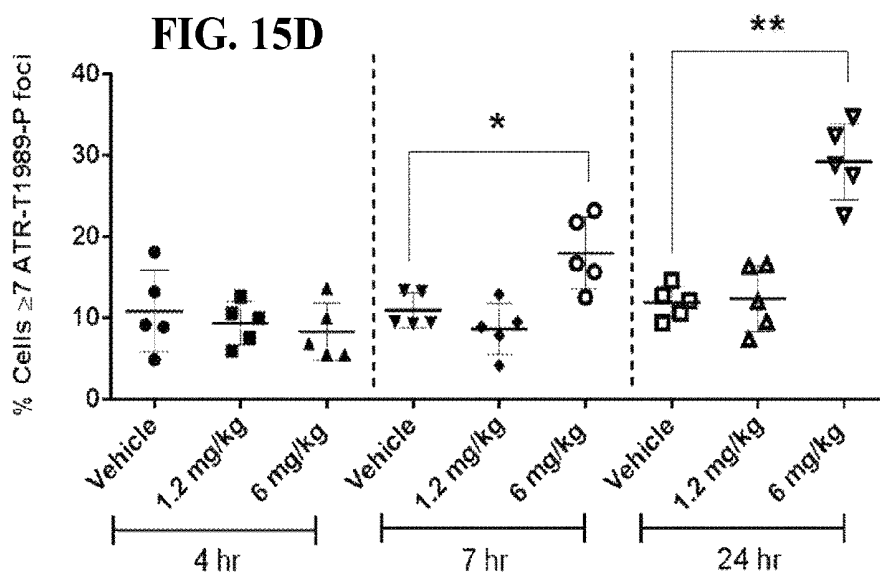 FIG. 15D
% Cells ≥7 ATR-T1989-P foci
40
30
20
10
0
*
**
Vehicle
1.2 mg/kg
6 mg/kg
Vehicle
1.2 mg/kg
6 mg/kg
Vehicle
1.2 mg/kg
6 mg/kg
4 hr
7 hr
24 hr